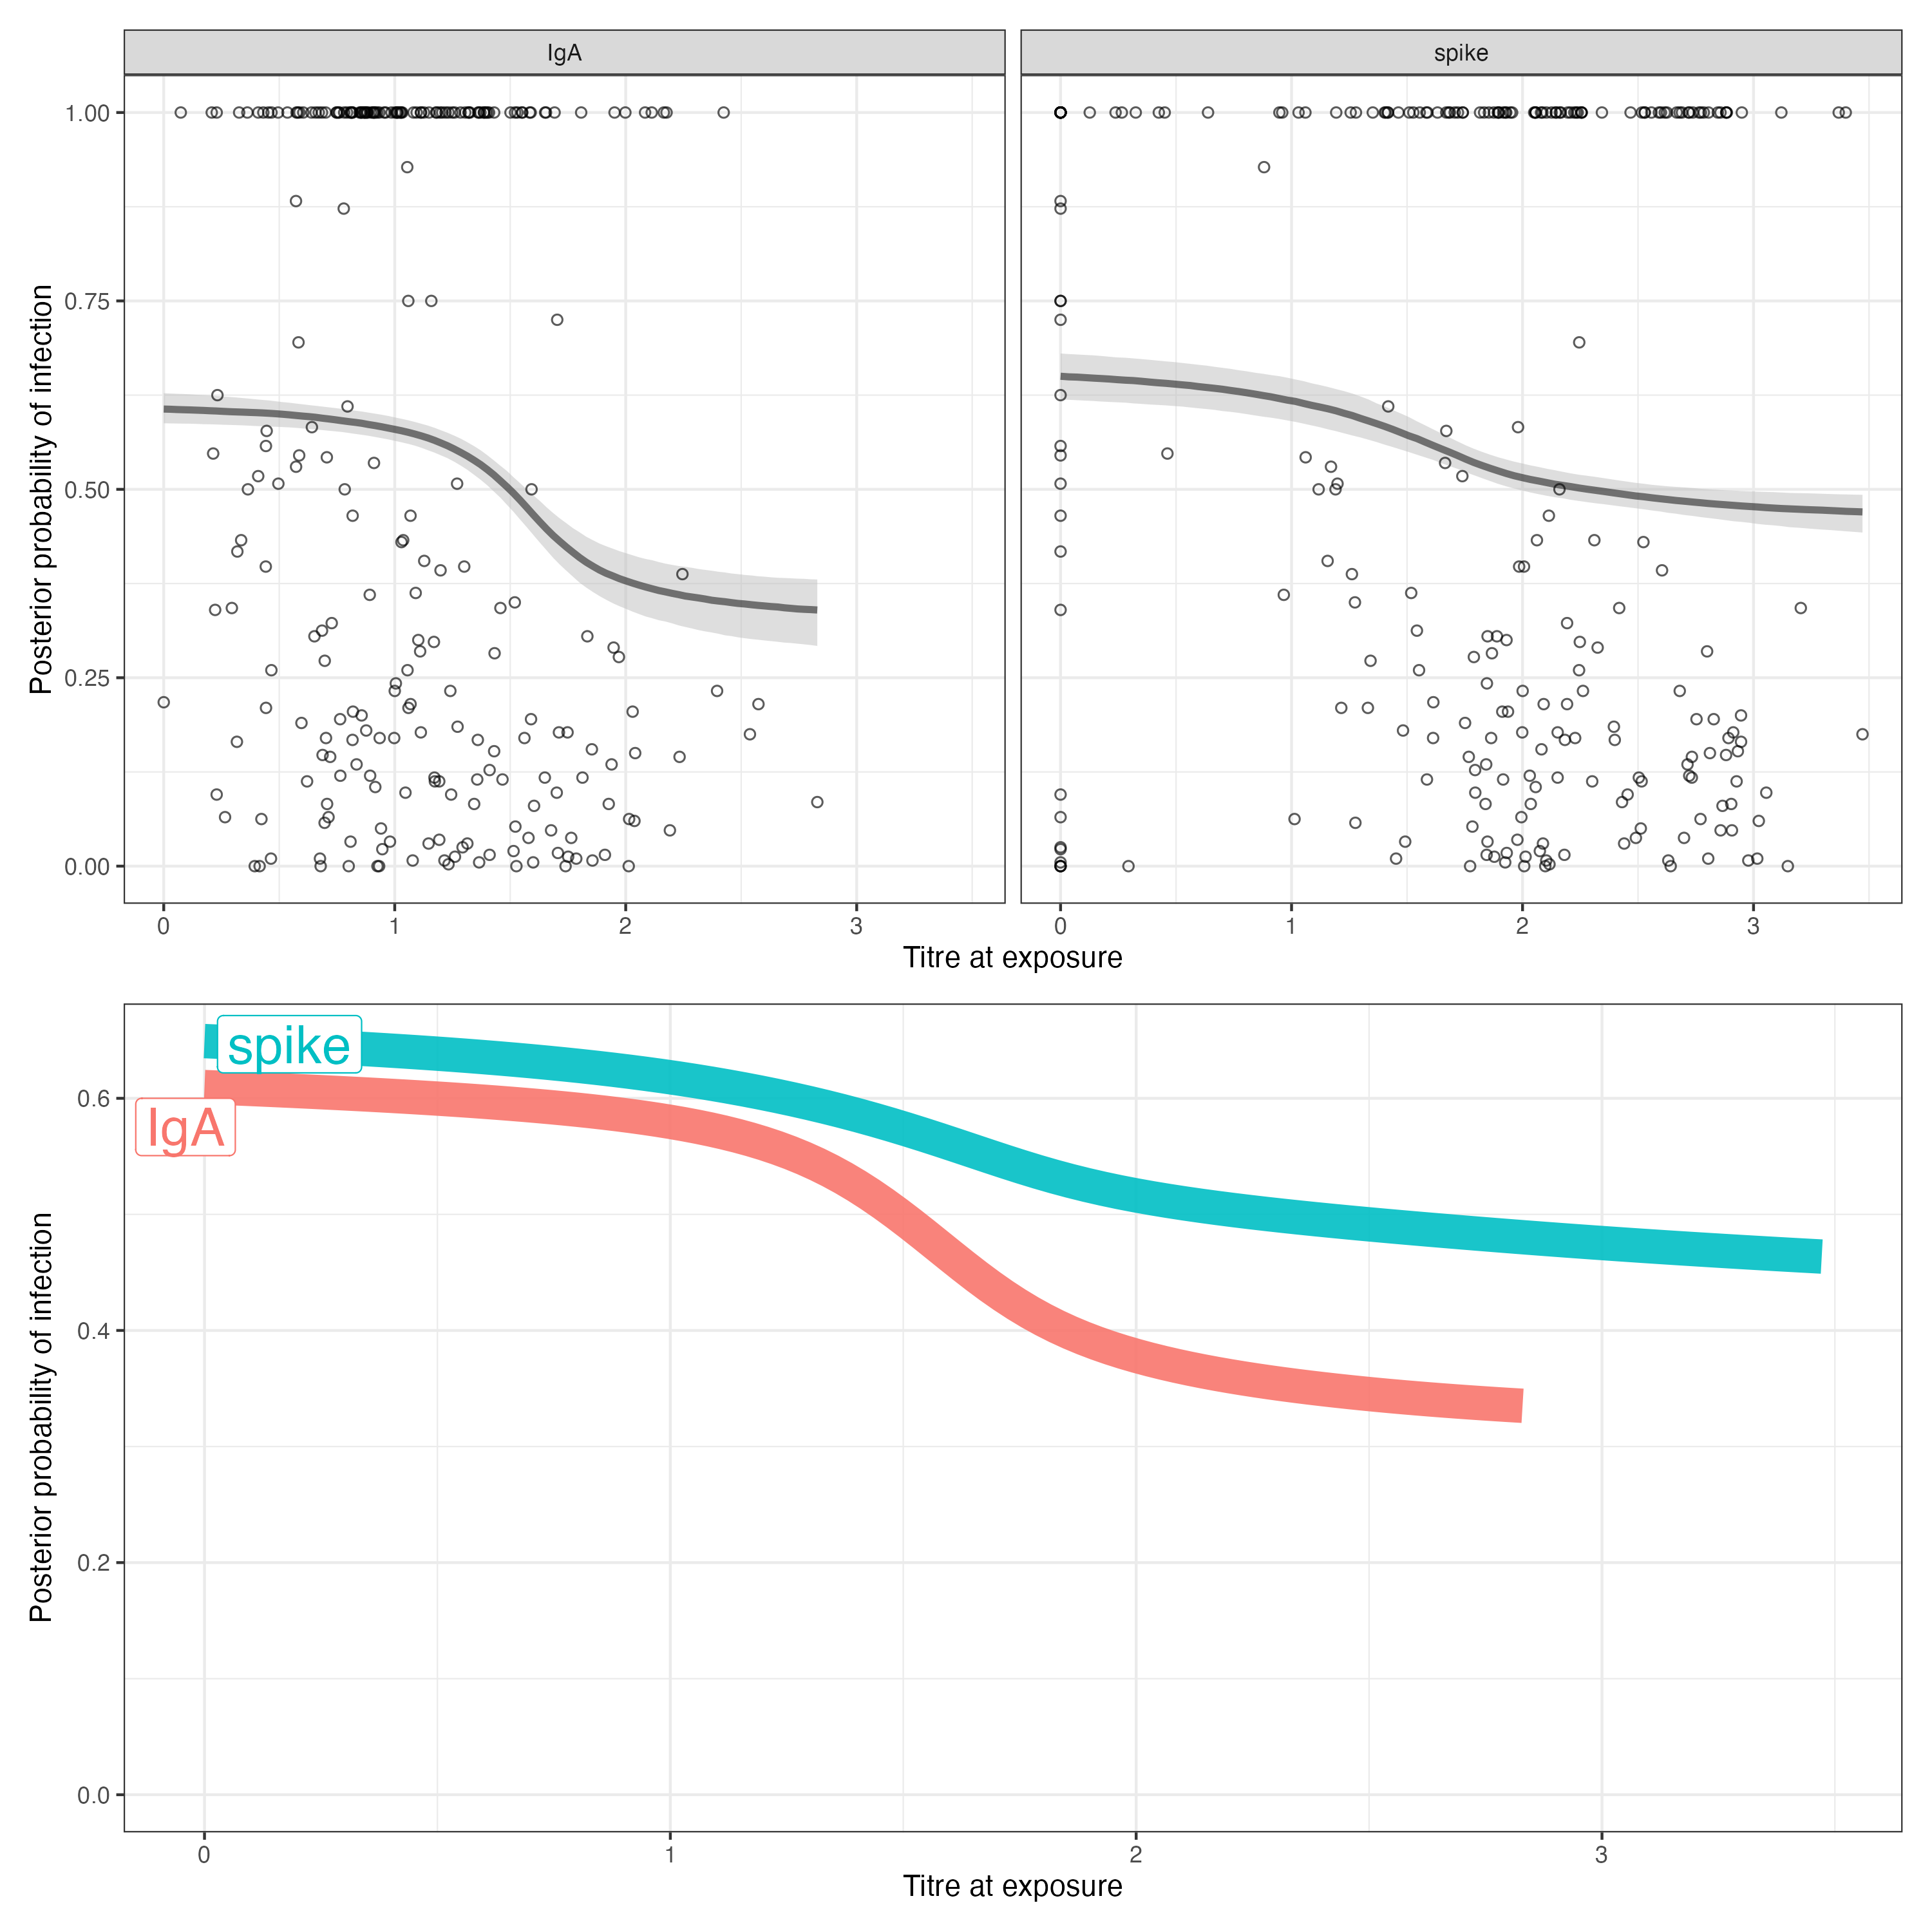 IgA
spike
Posterior probability of infection
1.00
0.75
0.50
0.25
0.00
0 1 2 3
0 1 2 3
Titre at exposure
Posterior probability of infection
0.6
0.4
0.2
0.0
spike
IgA
0 1 2 3
Titre at exposure